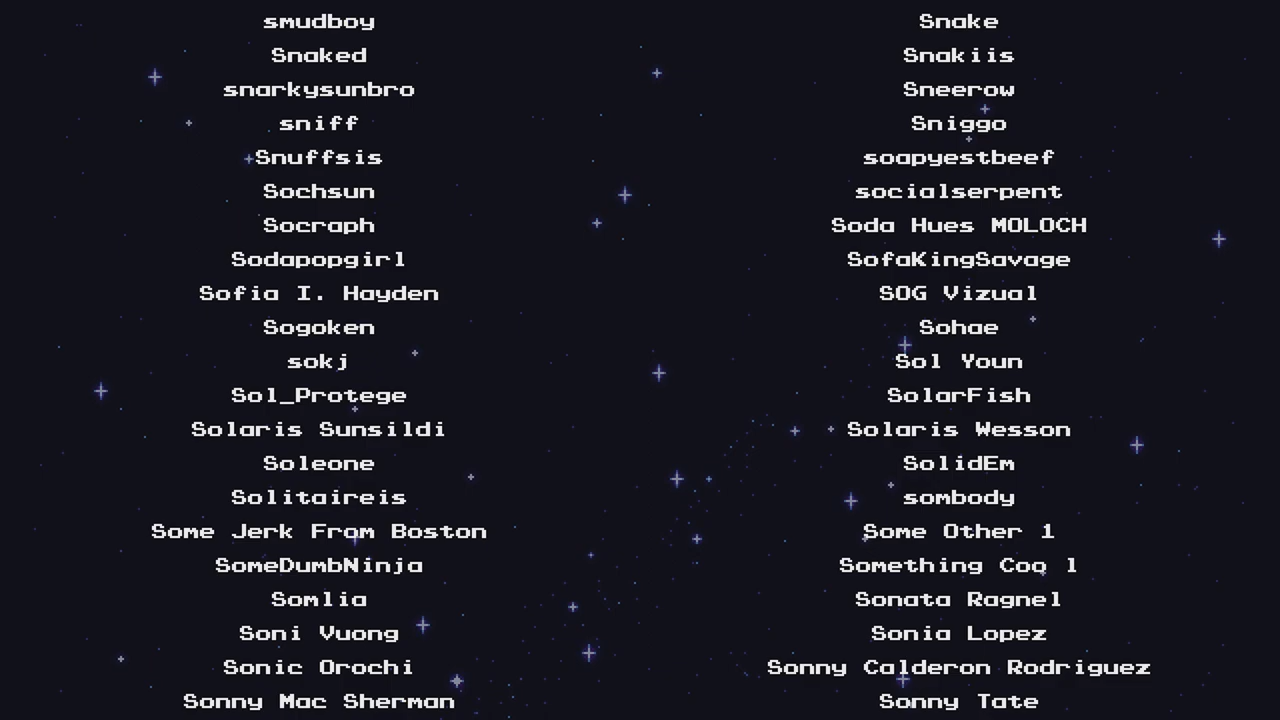 smudboy Snake
Snaked Snakiis
snarkysunbro Sneerow
sniff Sniggo
Snuffsis soapyestbeef
Sochsun socialserpent
Socraph Soda Hues MOLOCH
Sodapopgirl SofaKingSavage
Sofia I. Hayden SOG Vizual
Sogoken Sohae
sokj Sol Youn
Sol_Protege SolarFish
Solaris Sunsildi Solaris Wesson
Soleone SolidEm
Solitaireis sombody
Some Jerk From Boston Some Other 1
SomeDumbNinja Something Coq l
Somlia Sonata Ragnel
Soni Vuong Sonia Lopez
Sonic Orochi Sonny Calderon Rodriguez
Sonny Mac Sherman Sonny Tate